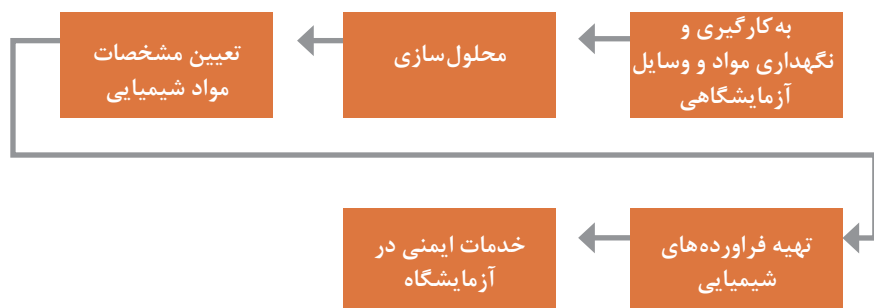 به‌کارگیری و
نگهداری مواد و وسایل
آزمایشگاهی
محلول‌سازی
تعیین مشخصات
مواد شیمیایی
تهیه فراورده‌های
شیمیایی
خدمات ایمنی در
آزمایشگاه